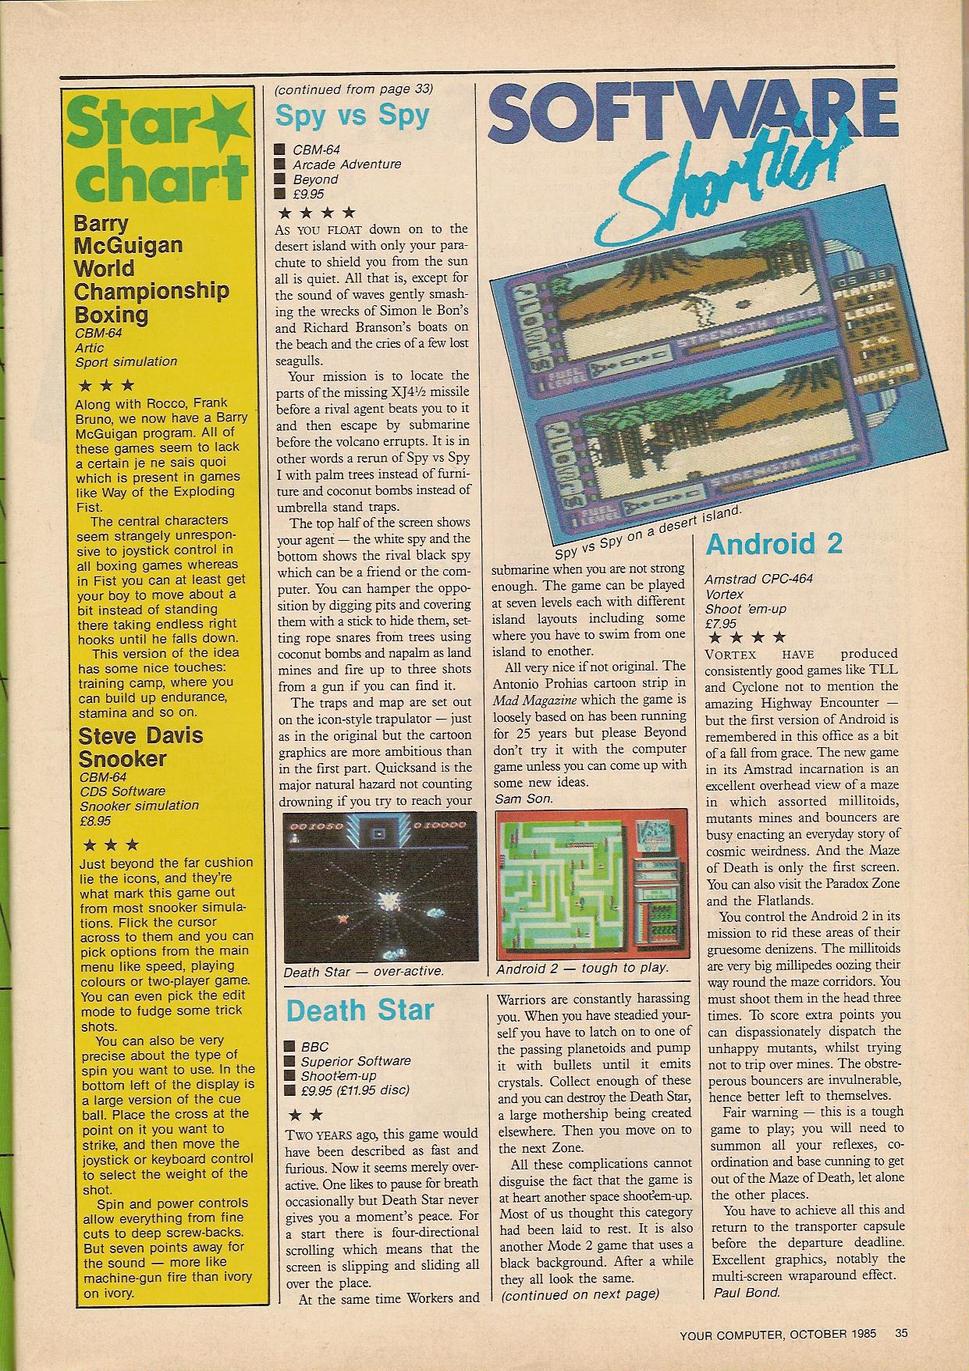 Star
chart
Barry
McGuigan
World
Championship
Boxing
CBM-64
Artic
Sport simulation
★ ★ ★
Along with Rocco, Frank
Bruno, we now have a Barry
McGuigan program. All of
these games seem to lack
a certain je ne sais quoi
which is present in games
like Way of the Exploding
Fist.
The central characters
seem strangely unrespon-
sive to joystick control in
all boxing games whereas
in Fist you can at least get
your boy to move about a
bit instead of standing
there taking endless right
hooks until he falls down.
This version of the idea
has some nice touches:
training camp, where you
can build up endurance,
stamina and so on.
Steve Davis
Snooker
CBM-64
CDS Software
Snooker simulation
£8.95
★ ★ ★
Just beyond the far cushion
lie the icons, and they're
what mark this game out
from most snooker simula-
tions. Flick the cursor
across to them and you can
pick options from the main
menu like speed, playing
colours or two-player game.
You can even pick the edit
mode to fudge some trick
shots.
You can also be very
precise about the type of
spin you want to use. In the
bottom left of the display is
a large version of the cue
ball. Place the cross at the
point on it you want to
strike, and then move the
joystick or keyboard control
to select the weight of the
shot.
Spin and power controls
allow everything from fine
cuts to deep screw-backs.
But seven points away for
the sound — more like
machine-gun fire than ivory
on ivory.
(continued from page 33)
Spy vs Spy
■ CBM-64
■ Arcade Adventure
■ Beyond
■ £9.95
★ ★ ★ ★
AS YOU FLOAT down on to the
desert island with only your para-
chute to shield you from the sun
all is quiet. All that is, except for
the sound of waves gently smash-
ing the wrecks of Simon le Bon's
and Richard Branson's boats on
the beach and the cries of a few lost
seagulls.
Your mission is to locate the
parts of the missing XJ4½ missile
before a rival agent beats you to it
and then escape by submarine
before the volcano errupts. It is in
other words a rerun of Spy vs Spy
I with palm trees instead of furni-
ture and coconut bombs instead of
umbrella stand traps.
The top half of the screen shows
your agent — the white spy and the
bottom shows the rival black spy
which can be a friend or the com-
puter. You can hamper the oppo-
sition by digging pits and covering
them with a stick to hide them, set-
ting rope snares from trees using
coconut bombs and napalm as land
mines and fire up to three shots
from a gun if you can find it.
The traps and map are set out
on the icon-style trapulator — just
as in the original but the cartoon
graphics are more ambitious than
in the first part. Quicksand is the
major natural hazard not counting
drowning if you try to reach your
SOFTWARE
Shortlist
PLAYERS
LEVEL
I.Q.
HIDE SUB
STRENGTH METER
FUEL
LEVEL
STRENGTH METER
FUEL
LEVEL
Spy vs Spy on a desert island.
submarine when you are not strong
enough. The game can be played
at seven levels each with different
island layouts including some
where you have to swim from one
island to enother.
All very nice if not original. The
Antonio Prohias cartoon strip in
Mad Magazine which the game is
loosely based on has been running
for 25 years but please Beyond
don't try it with the computer
game unless you can come up with
some new ideas.
Sam Son.
001050 010000
Death Star — over-active.
Android 2 — tough to play.
Death Star
■ BBC
■ Superior Software
■ Shoot'em-up
■ £9.95 (£11.95 disc)
★ ★
TWO YEARS ago, this game would
have been described as fast and
furious. Now it seems merely over-
active. One likes to pause for breath
occasionally but Death Star never
gives you a moment's peace. For
a start there is four-directional
scrolling which means that the
screen is slipping and sliding all
over the place.
At the same time Workers and
Warriors are constantly harassing
you. When you have steadied your-
self you have to latch on to one of
the passing planetoids and pump
it with bullets until it emits
crystals. Collect enough of these
and you can destroy the Death Star,
a large mothership being created
elsewhere. Then you move on to
the next Zone.
All these complications cannot
disguise the fact that the game is
at heart another space shoot'em-up.
Most of us thought this category
had been laid to rest. It is also
another Mode 2 game that uses a
black background. After a while
they all look the same.
(continued on next page)
Android 2
Amstrad CPC-464
Vortex
Shoot 'em-up
£7.95
★ ★ ★ ★
VORTEX HAVE produced
consistently good games like TLL
and Cyclone not to mention the
amazing Highway Encounter —
but the first version of Android is
remembered in this office as a bit
of a fall from grace. The new game
in its Amstrad incarnation is an
excellent overhead view of a maze
in which assorted millitoids,
mutants mines and bouncers are
busy enacting an everyday story of
cosmic weirdness. And the Maze
of Death is only the first screen.
You can also visit the Paradox Zone
and the Flatlands.
You control the Android 2 in its
mission to rid these areas of their
gruesome denizens. The millitoids
are very big millipedes oozing their
way round the maze corridors. You
must shoot them in the head three
times. To score extra points you
can dispassionately dispatch the
unhappy mutants, whilst trying
not to trip over mines. The obstre-
perous bouncers are invulnerable,
hence better left to themselves.
Fair warning — this is a tough
game to play; you will need to
summon all your reflexes, co-
ordination and base cunning to get
out of the Maze of Death, let alone
the other places.
You have to achieve all this and
return to the transporter capsule
before the departure deadline.
Excellent graphics, notably the
multi-screen wraparound effect.
Paul Bond.
YOUR COMPUTER, OCTOBER 1985 35